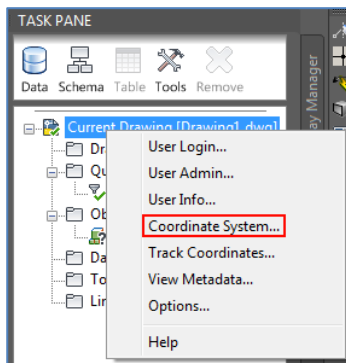 TASK PANE
Data Schema Table Tools Remove
Current Drawing [Drawing1.dwg]
Dr
Qu
Ob
Da
To
Lin
User Login...
User Admin...
User Info...
Coordinate System...
Track Coordinates...
View Metadata...
Options...
Help
ay Manager